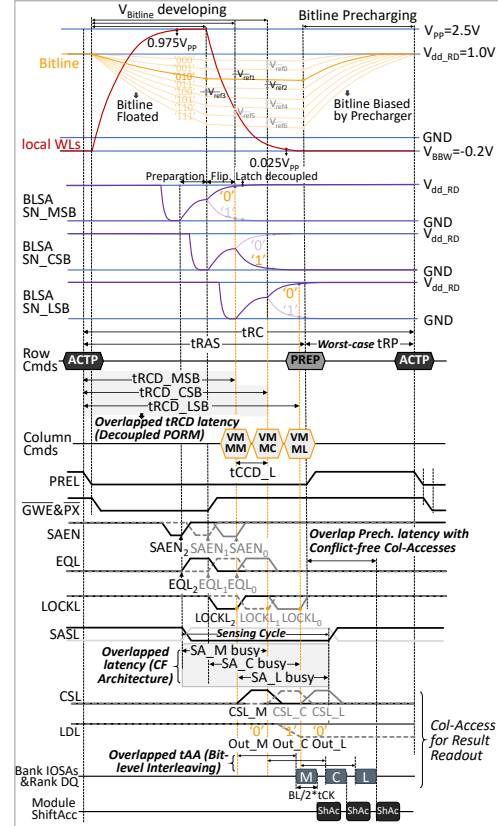 V_Bitline developing
Bitline Precharging
V_PP=2.5V
0.975V_PP
Bitline
V_dd_RD=1.0V
'000'
'010'
'101'
'110'
'111'
V_ref0
V_ref1
V_ref2
V_ref3
V_ref4
V_ref5
V_ref6
Bitline
Floated
Bitline Biased
by Precharger
GND
local WLs
0.025V_PP
V_BBW=-0.2V
Preparation Flip. Latch decoupled
V_dd_RD
BLSA
SN_MSB
'0'
'1'
GND
V_dd_RD
BLSA
SN_CSB
'0'
'1'
GND
V_dd_RD
BLSA
SN_LSB
'0'
'1'
GND
tRC
tRAS
Worst-case tRP
Row
Cmds
ACTP
PREP
ACTP
tRCD_MSB
tRCD_CSB
tRCD_LSB
Overlapped tRCD latency
(Decoupled PORM)
Column
Cmds
VM
MM
VM
MC
VM
ML
tCCD_L
PREL
GWE&PX
SAEN
SAEN2 SAEN1 SAEN0
Overlap Prech. latency with
Conflict-free Col-Accesses
EQL
EQL2 EQL1 EQL0
LOCKL
LOCKL2 LOCKL1 LOCKL0
SASL
Sensing Cycle
Overlapped
latency (CF
Architecture)
SA_M busy
SA_C busy
SA_L busy
CSL
CSL_M CSL_C CSL_L
LDL
'0' '1' '0'
Out_M Out_C Out_L
Col-Access
for Result
Readout
Overlapped tAA (Bit-
level Interleaving)
Bank IOSAs
&Rank DQ
M C L
BL/2*tCK
Module
ShiftAcc
ShAc ShAc ShAc